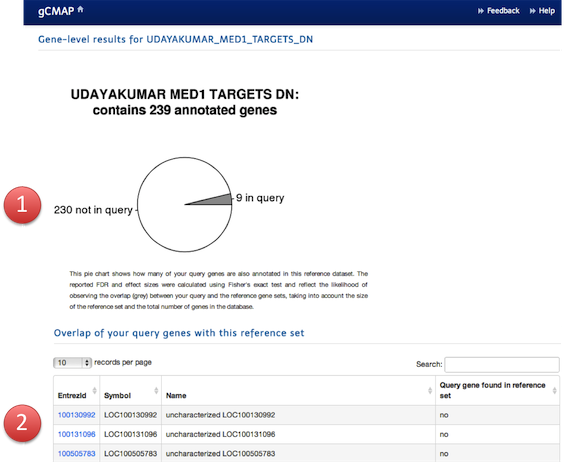 gCMAP
Feedback
Help
Gene-level results for UDAYAKUMAR_MED1_TARGETS_DN
UDAYAKUMAR MED1 TARGETS DN:
contains 239 annotated genes
1
230 not in query
9 in query
This pie chart shows how many of your query genes are also annotated in this reference dataset. The
reported FDR and effect sizes were calculated using Fisher's exact test and reflect the likelihood of
observing the overlap (grey) between your query and the reference gene sets, taking into account the size
of the reference set and the total number of genes in the database.
Overlap of your query genes with this reference set
10 records per page
Search:
EntrezId Symbol Name Query gene found in reference
set
2
100130992 LOC100130992 uncharacterized LOC100130992 no
100131096 LOC100131096 uncharacterized LOC100131096 no
100505783 LOC100505783 uncharacterized LOC100505783 no